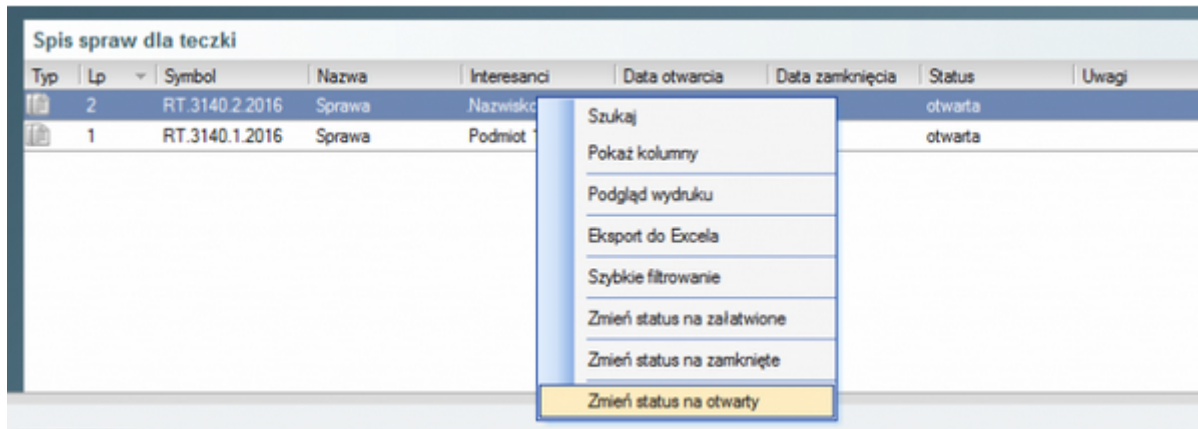 Spis spraw dla teczki
Typ Lp Symbol Nazwa Interesanci Data otwarcia Data zamknięcia Status Uwagi
2 RT.3140.2.2016 Sprawa otwarta
1 RT.3140.1.2016 Sprawa Podmiot otwarta
Szukaj
Pokaż kolumny
Podgląd wydruku
Eksport do Excela
Szybkie filtrowanie
Zmień status na załatwione
Zmień status na zamknięte
Zmień status na otwarty